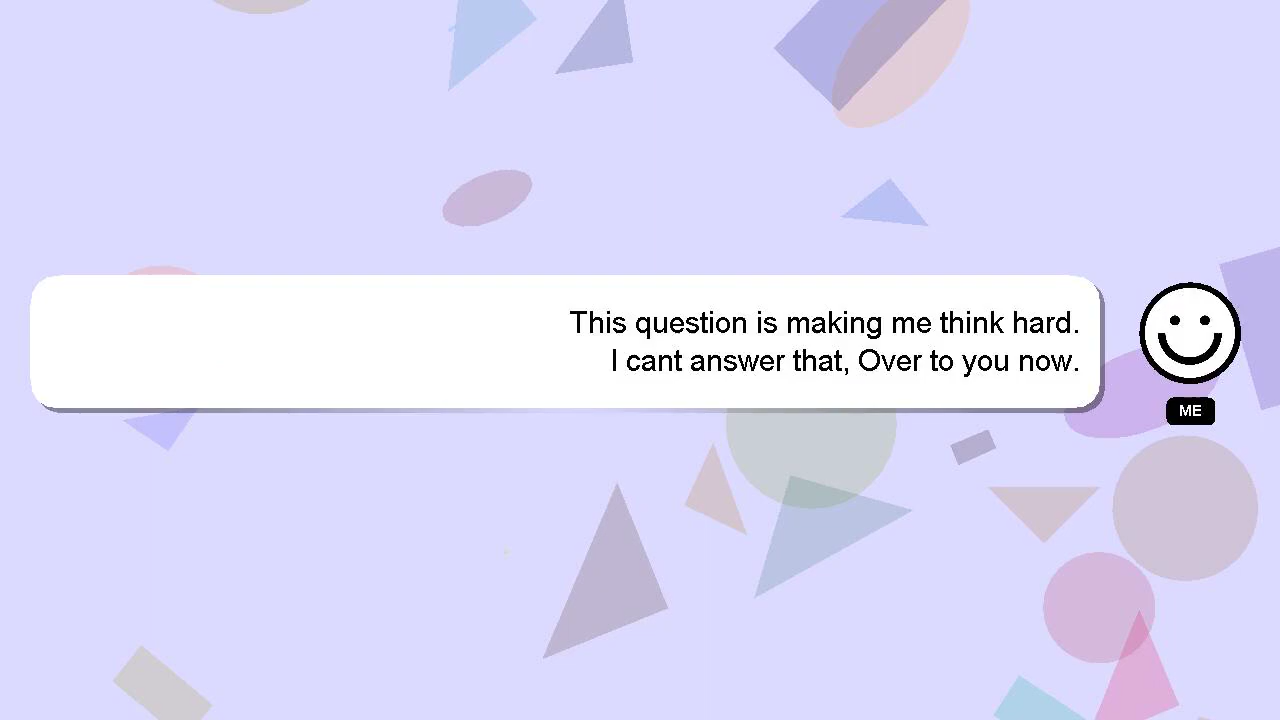 This question is making me think hard.
I cant answer that, Over to you now.
ME